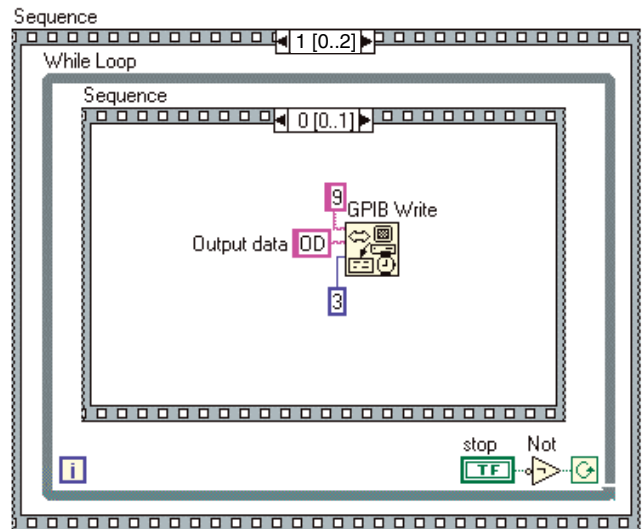 Sequence
1 [0..2]
While Loop
Sequence
0 [0..1]
9
GPIB Write
Output data OD
3
stop Not
i TF